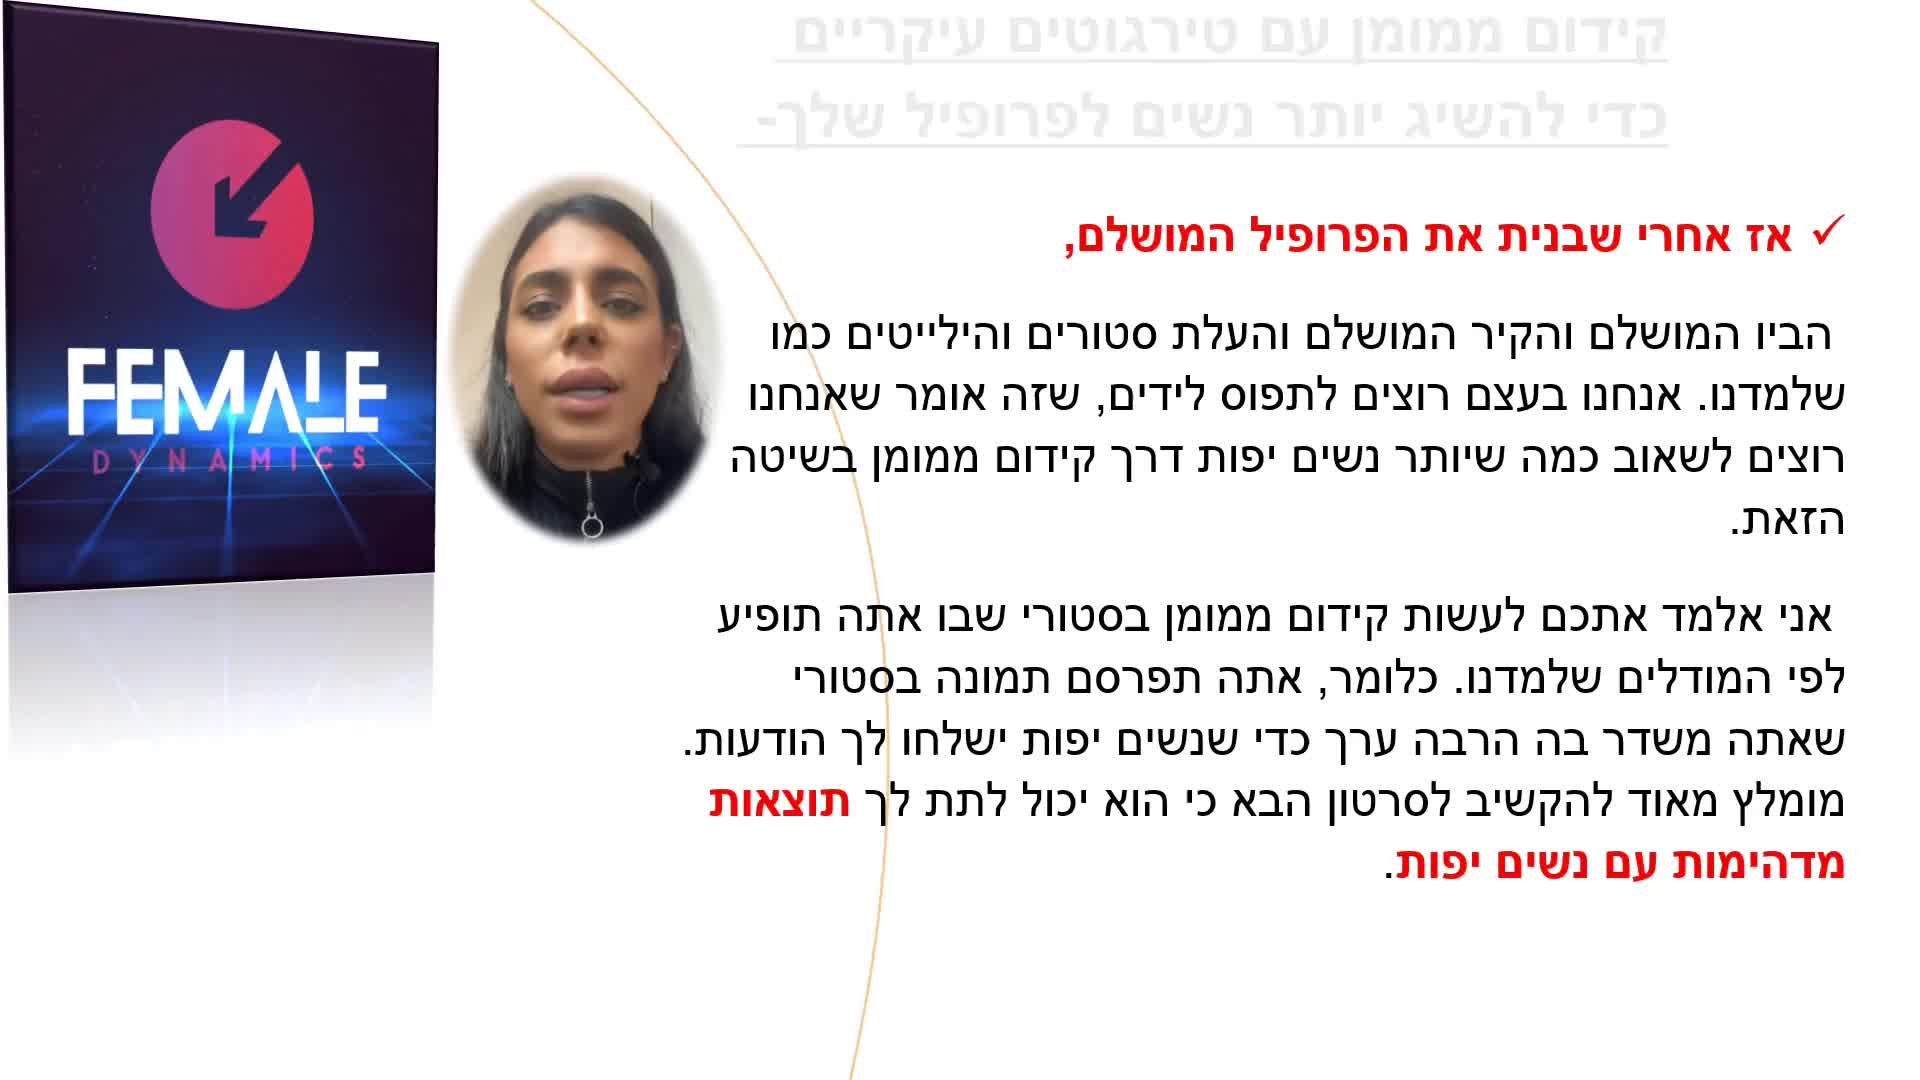 קידום ממומן עם טירגוטים עיקריים
כדי להשיג יותר נשים לפרופיל שלך-
FEMALE
DYNAMICS
✓ אז אחרי שבנית את הפרופיל המושלם,
הביו המושלם והקיר המושלם והעלת סטורים והילייטים כמו
שלמדנו. אנחנו בעצם רוצים לתפוס לידים, שזה אומר שאנחנו
רוצים לשאוב כמה שיותר נשים יפות דרך קידום ממומן בשיטה
הזאת.
אני אלמד אתכם לעשות קידום ממומן בסטורי שבו אתה תופיע
לפי המודלים שלמדנו. כלומר, אתה תפרסם תמונה בסטורי
שאתה משדר בה הרבה ערך כדי שנשים יפות ישלחו לך הודעות.
מומלץ מאוד להקשיב לסרטון הבא כי הוא יכול לתת לך תוצאות
מדהימות עם נשים יפות.